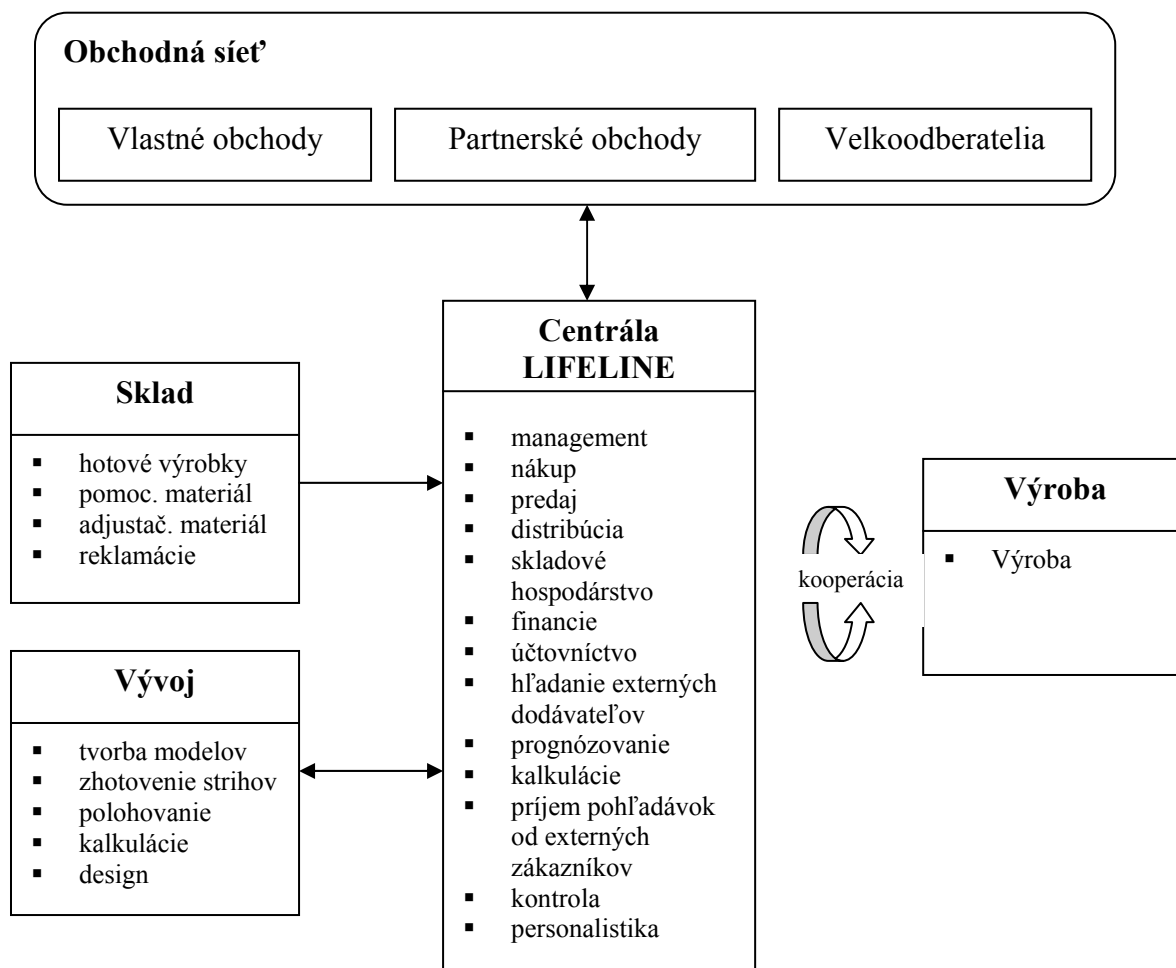 Obchodná síeť
Vlastné obchody
Partnerské obchody
Velkoodberatelia
Centrála
LIFELINE
▪ management
▪ nákup
▪ predaj
▪ distribúcia
▪ skladové
hospodárstvo
▪ financie
▪ účtovníctvo
▪ hľadanie externých
dodávateľov
▪ prognózovanie
▪ kalkulácie
▪ príjem pohľadávok
od externých
zákazníkov
▪ kontrola
▪ personalistika
Sklad
▪ hotové výrobky
▪ pomoc. materiál
▪ adjustač. materiál
▪ reklamácie
Vývoj
▪ tvorba modelov
▪ zhotovenie strihov
▪ polohovanie
▪ kalkulácie
▪ design
kooperácia
Výroba
▪ Výroba